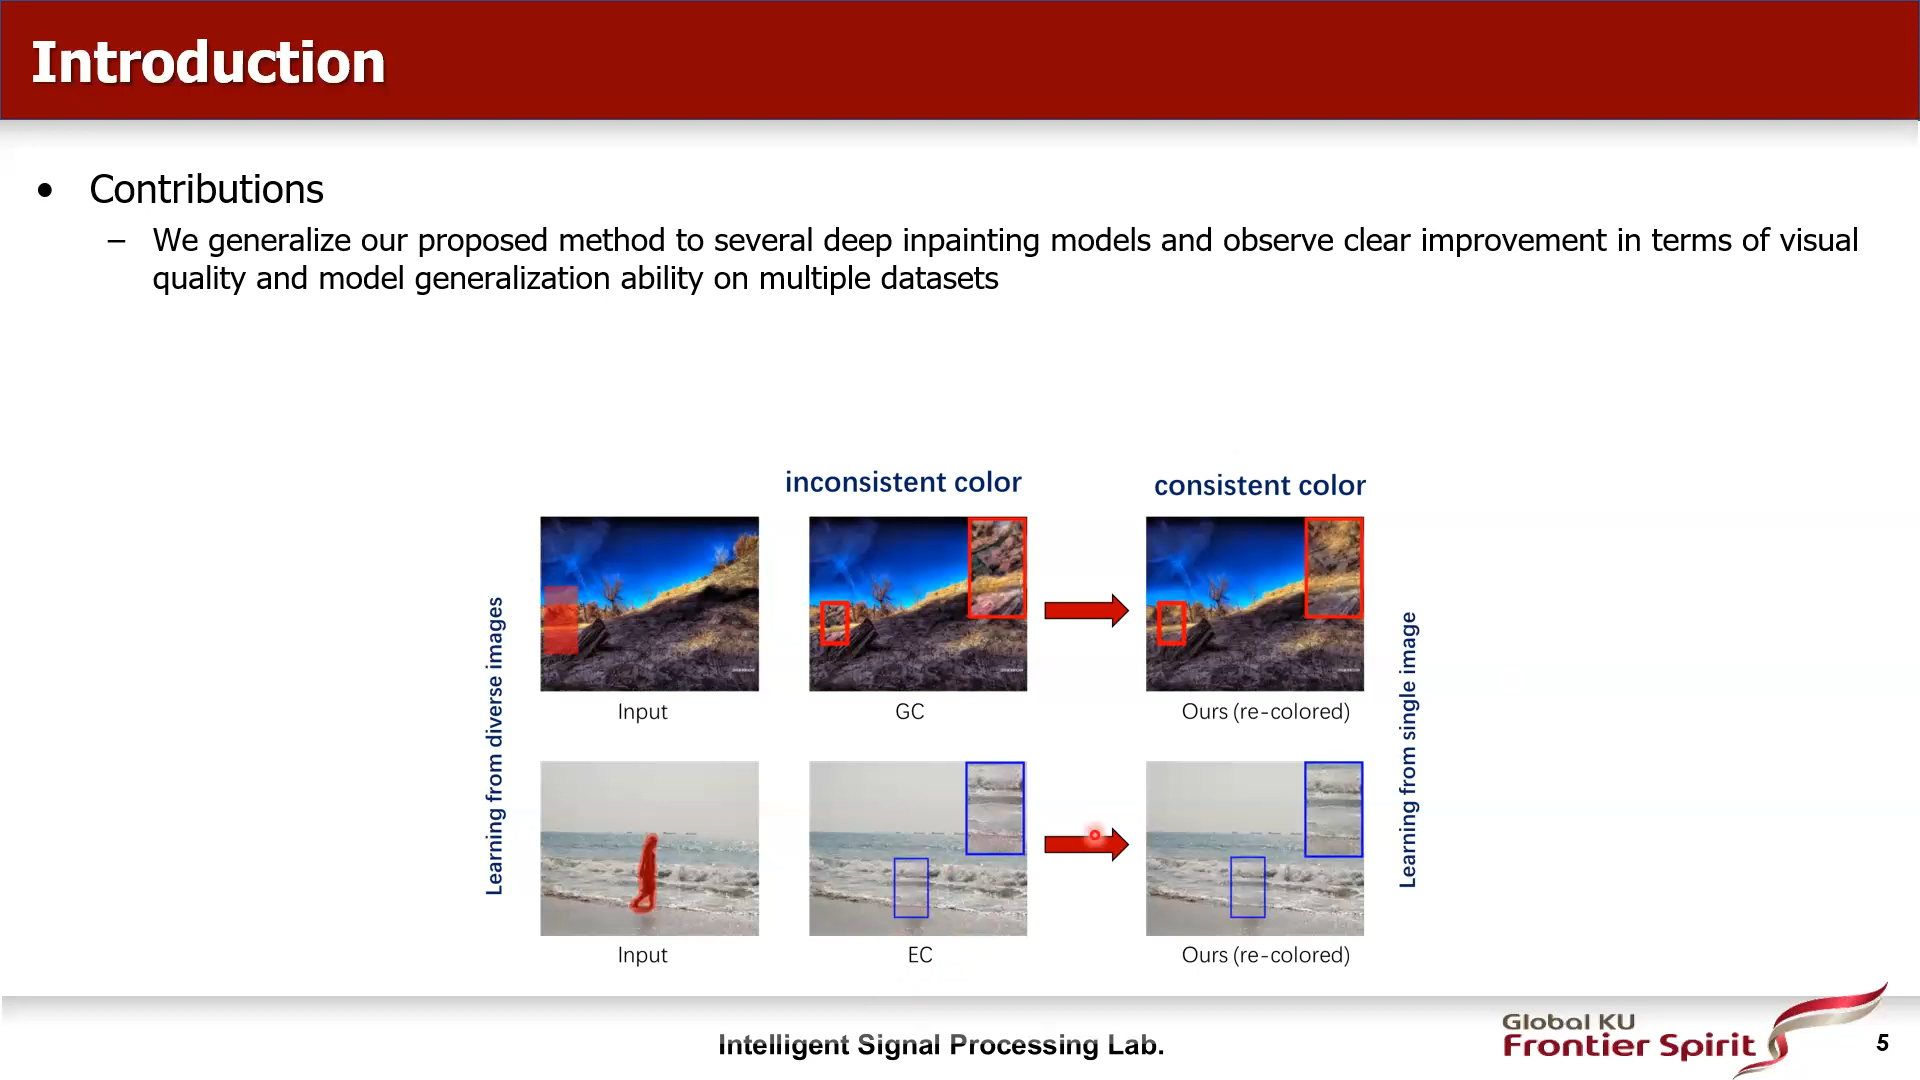 Introduction
• Contributions
– We generalize our proposed method to several deep inpainting models and observe clear improvement in terms of visual
quality and model generalization ability on multiple datasets
inconsistent color
consistent color
Learning from diverse images
Learning from single image
Input
GC
Ours (re-colored)
Input
EC
Ours (re-colored)
Intelligent Signal Processing Lab.
Global KU
Frontier Spirit
5